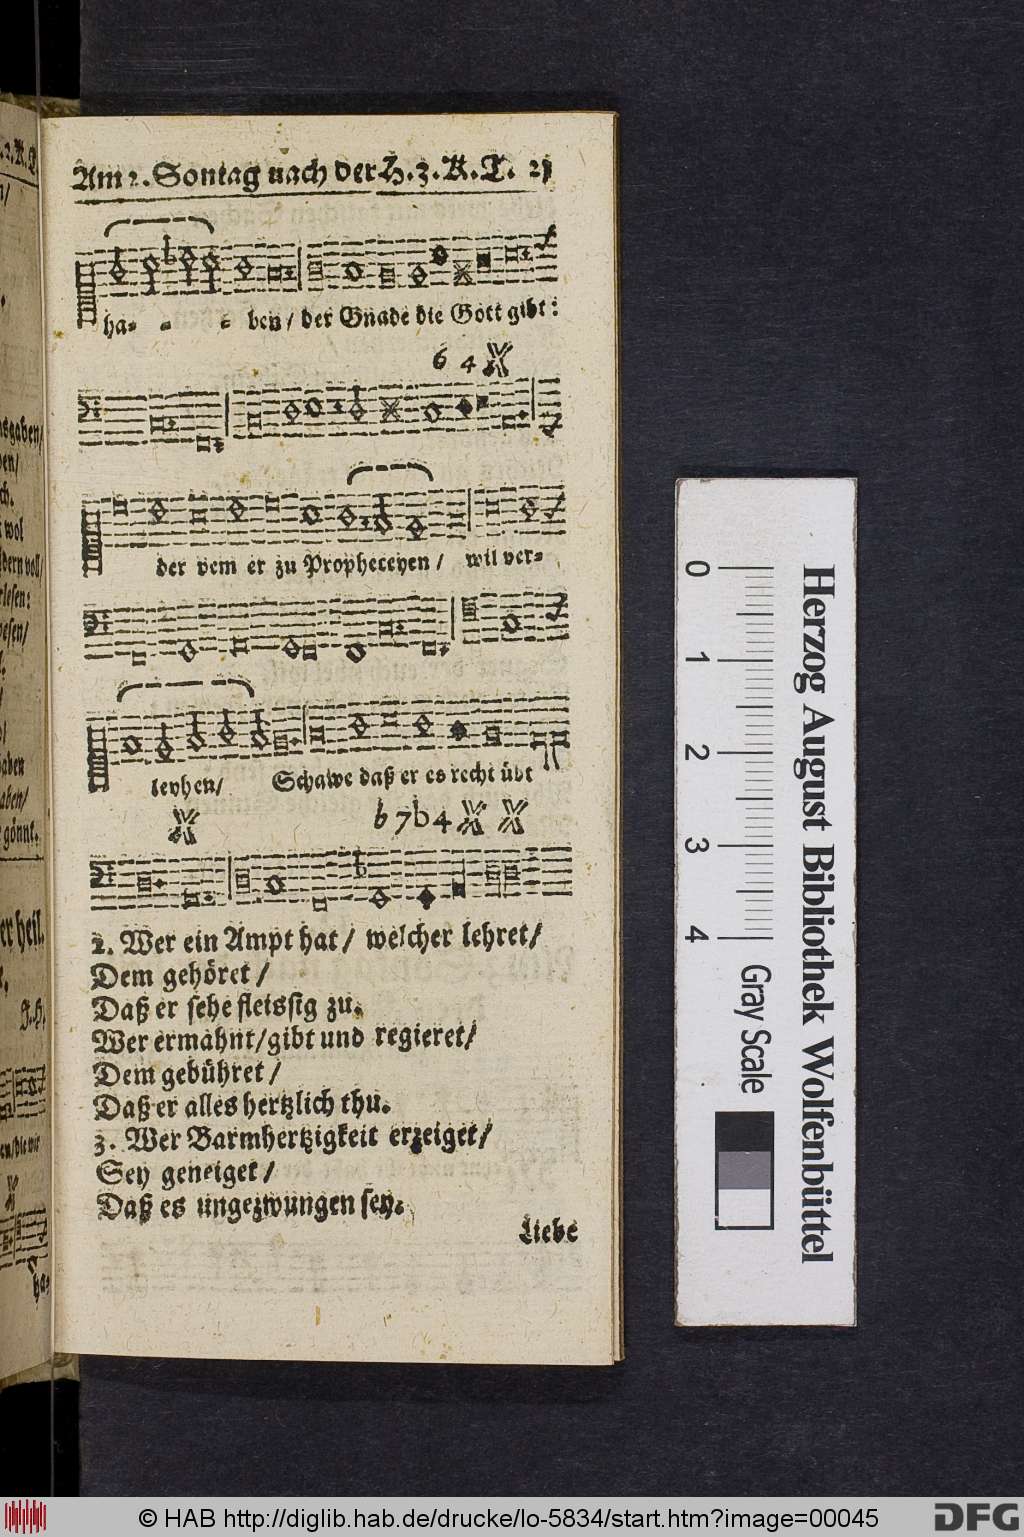 Am 2. Sontag nach der H. 3. K. T. 21
ha- - - ben / der Gnade die Gott gibt:
6 4 X
der vem er zu Propheceyen / wil ver-
leyhen/ Schawe daß er es recht übt
X b 7 b 4 X X
2. Wer ein Ampt hat / welcher lehret/
Dem gehöret /
Daß er sehe fleissig zu.
Wer ermahnt/gibt und regieret/
Dem gebühret /
Daß er alles hertzlich thu.
3. Wer Barmhertzigkeit erzeiget/
Sey geneiget /
Daß es ungezwungen sey.
Liebe
Herzog August Bibliothek Wolfenbüttel
0 1 2 3 4
Gray Scale
© HAB http://diglib.hab.de/drucke/lo-5834/start.htm?image=00045
DFG